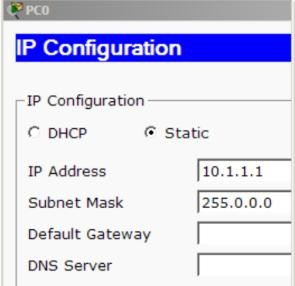 PC0
IP Configuration
IP Configuration
DHCP Static
IP Address 10.1.1.1
Subnet Mask 255.0.0.0
Default Gateway
DNS Server